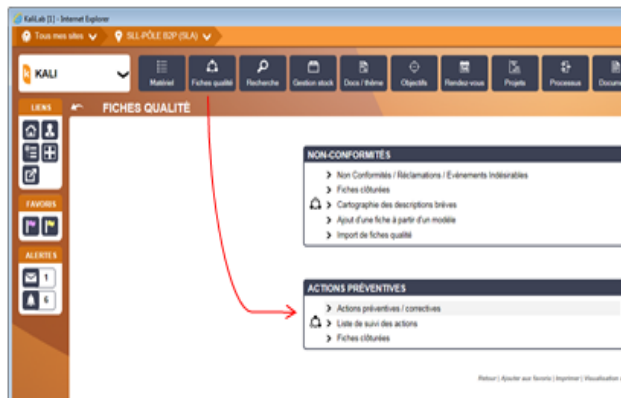 KaliLab [1] - Internet Explorer
Tous mes sites SLL-PÔLE B2P (SLA)
KALI
Matériel Fiches qualité Recherche Gestion stock Docs / thème Objectifs Rendez-vous Projets Processus Docum
LIENS
FICHES QUALITÉ
NON-CONFORMITÉS
Non Conformités / Réclamations / Evènements Indésirables
Fiches clôturées
Cartographie des descriptions brèves
Ajout d'une fiche à partir d'un modèle
Import de fiches qualité
FAVORIS
ALERTES
1
6
ACTIONS PRÉVENTIVES
Actions préventives / correctives
Liste de suivi des actions
Fiches clôturées
Retour | Ajouter aux favoris | Imprimer | Visualisation